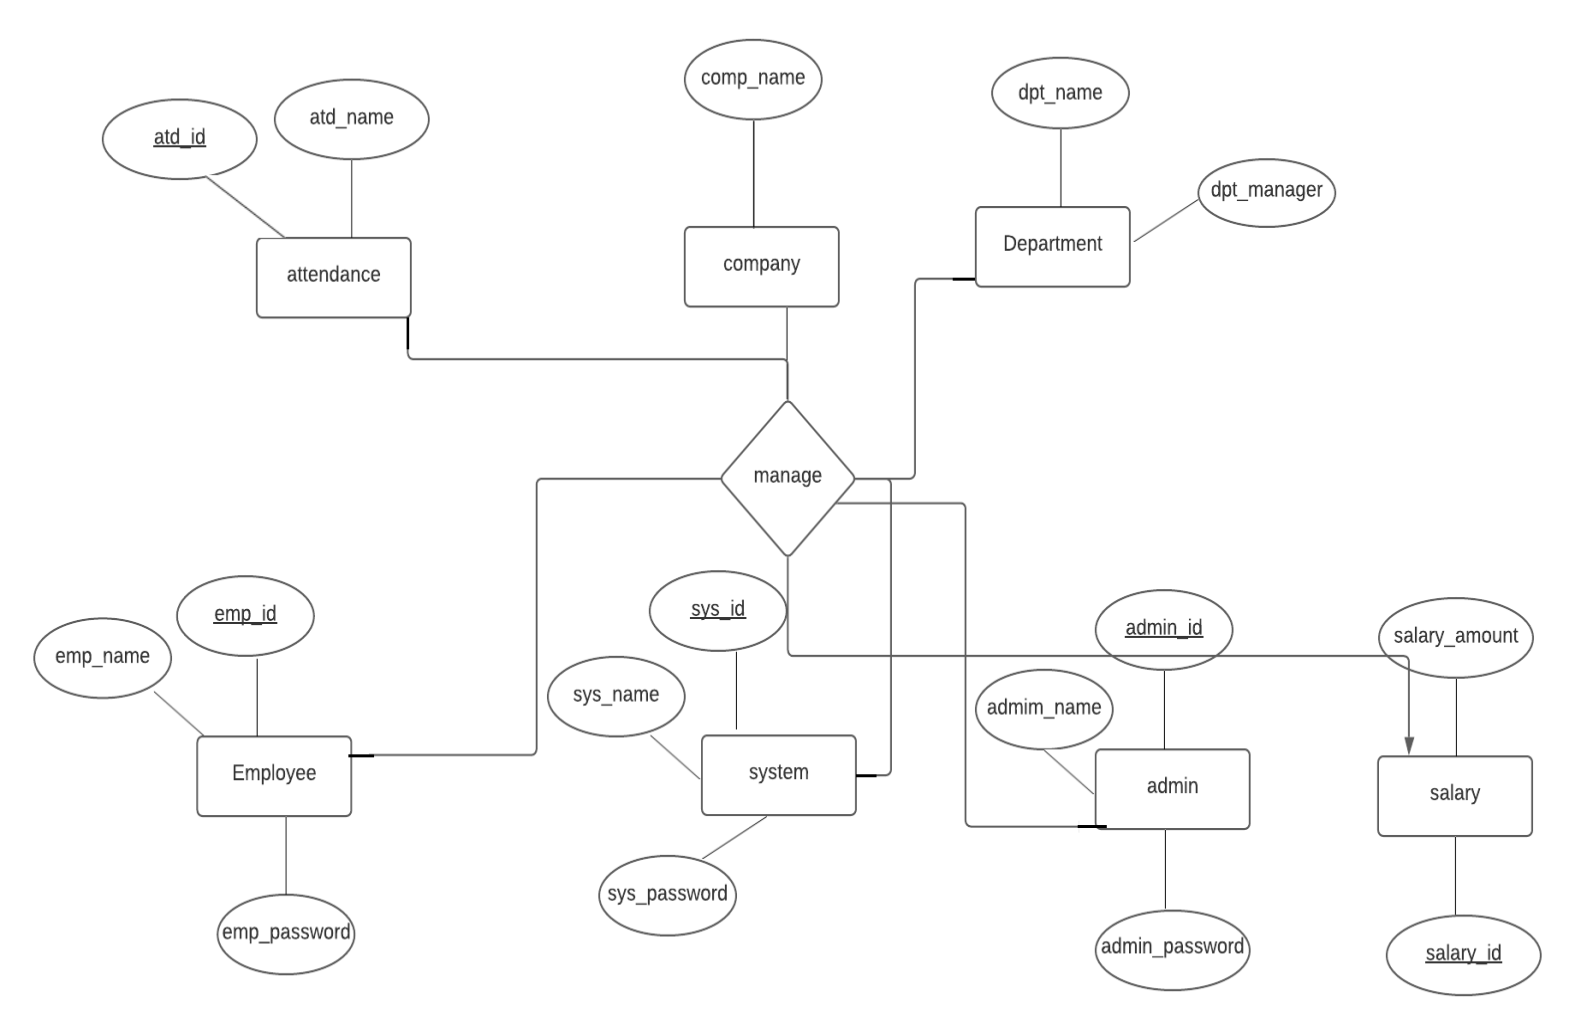 comp_name
dpt_name
atd_name
atd_id
dpt_manager
Department
company
attendance
manage
sys_id
emp_id
admin_id
salary_amount
emp_name
sys_name
admim_name
Employee
system
admin
salary
sys_password
emp_password
admin_password
salary_id